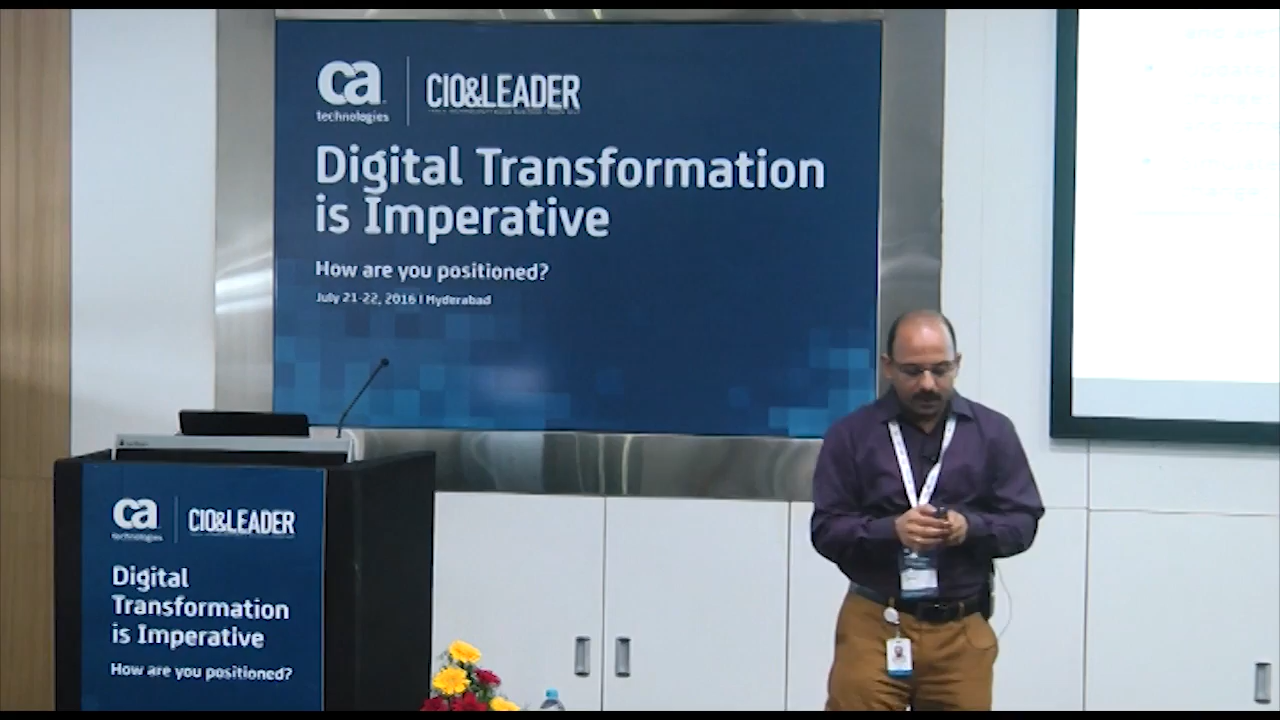 ca
technologies
CIO&LEADER
Digital Transformation
is Imperative
How are you positioned?
July 21-22, 2016 | Hyderabad
ca
technologies
CIO&LEADER
Digital
Transformation
is Imperative
How are you positioned?